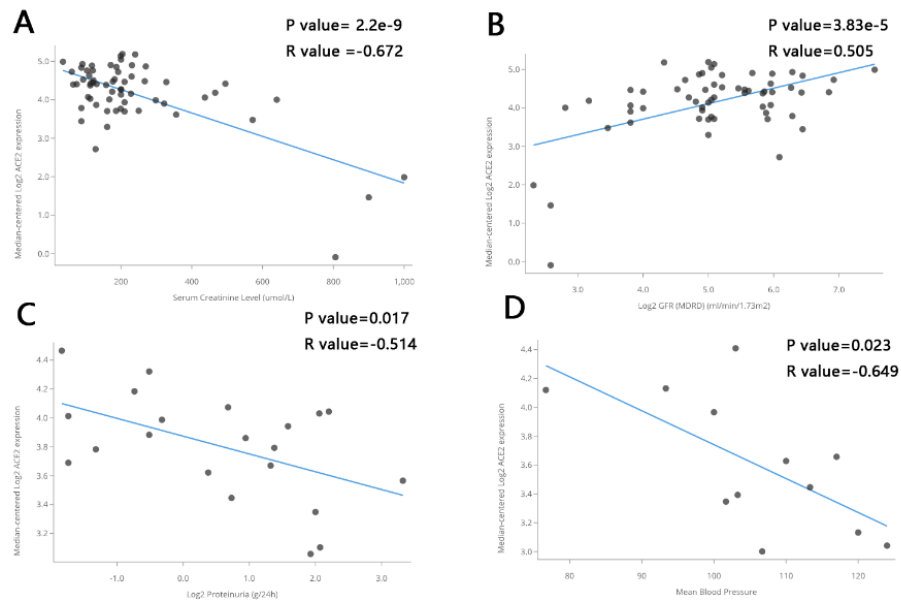 A
P value= 2.2e-9
R value =-0.672
5.0
4.0
3.0
2.0
1.0
0.0
Median-centered Log2 ACE2 expression
200
400
600
800
1,000
Serum Creatinine Level (umol/L)
B
P value=3.83e-5
R value=0.505
5.0
4.0
3.0
2.0
1.0
0.0
Median-centered Log2 ACE2 expression
3.0
4.0
5.0
6.0
7.0
Log2 GFR (MDRD) (ml/min/1.73m2)
C
P value=0.017
R value=-0.514
4.4
4.2
4.0
3.8
3.6
3.4
3.2
Median-centered Log2 ACE2 expression
-1.0
0.0
1.0
2.0
3.0
Log2 Proteinuria (g/24h)
D
P value=0.023
R value=-0.649
4.4
4.2
4.0
3.8
3.6
3.4
3.2
3.0
Median-centered Log2 ACE2 expression
80
90
100
110
120
Mean Blood Pressure